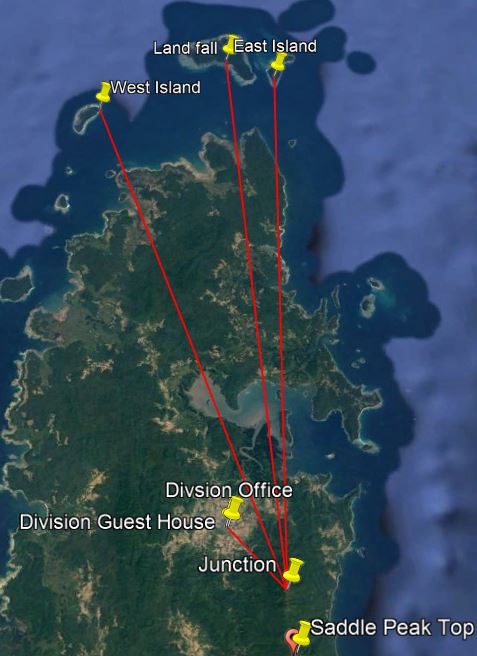 Land fall
East Island
West Island
Divsion Office
Division Guest House
Junction
Saddle Peak Top